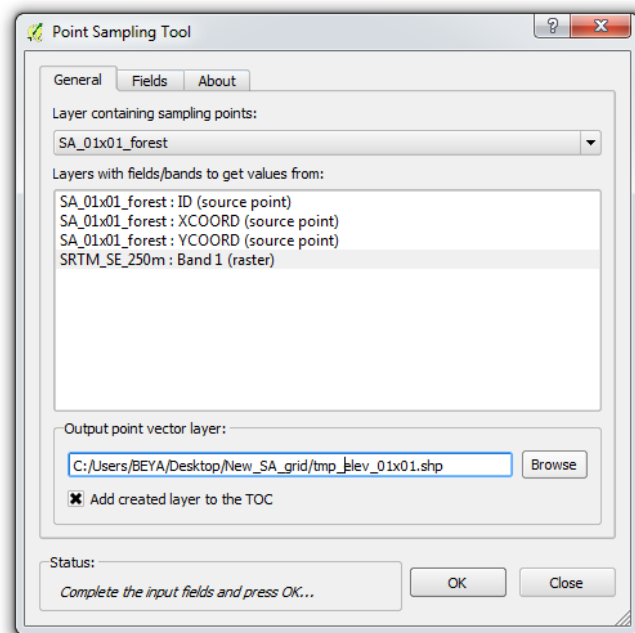 Point Sampling Tool
General Fields About
Layer containing sampling points:
SA_01x01_forest
Layers with fields/bands to get values from:
SA_01x01_forest : ID (source point)
SA_01x01_forest : XCOORD (source point)
SA_01x01_forest : YCOORD (source point)
SRTM_SE_250m : Band 1 (raster)
Output point vector layer:
C:/Users/BEYA/Desktop/New_SA_grid/tmp_elev_01x01.shp Browse
Add created layer to the TOC
Status:
Complete the input fields and press OK... OK Close